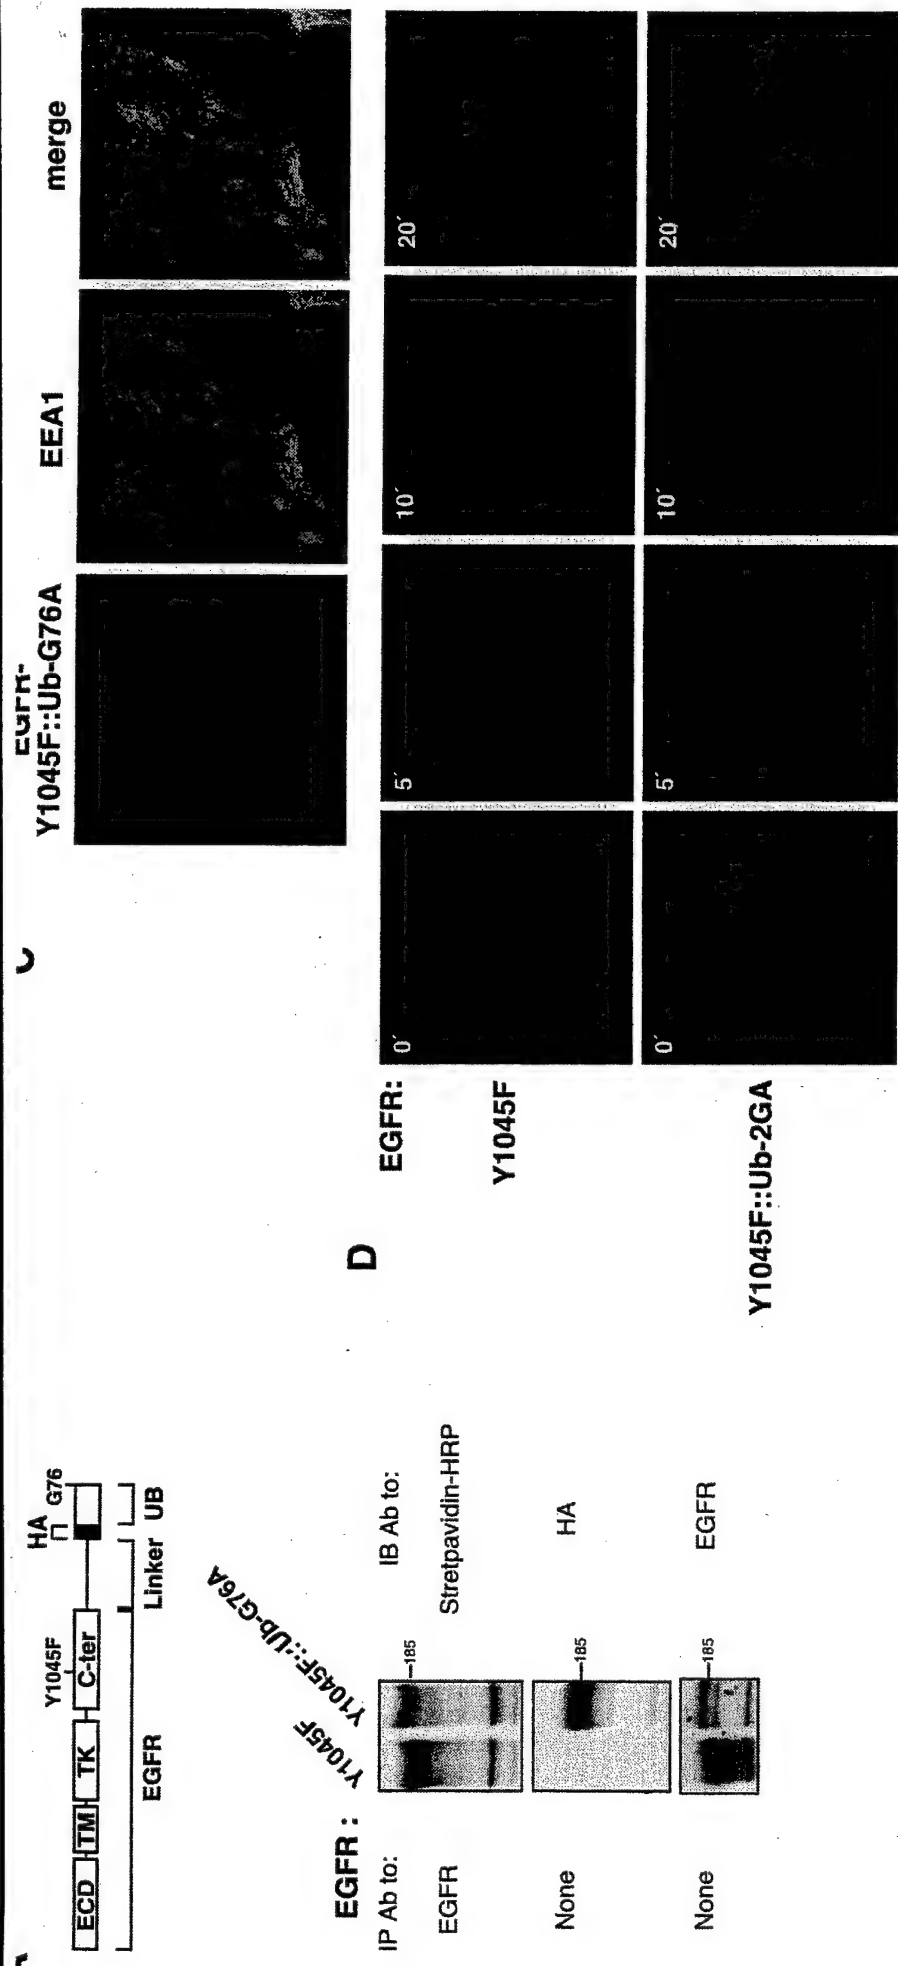 HA
Y1045F
G76
ECD
TM
TK
C-ter
EGFR
Linker
UB
EGFR :
Y1045F
Y1045F::Ub-G76A
IP Ab to:
IB Ab to:
EGFR
Stretpavidin-HRP
185
None
HA
185
None
EGFR
185
Y1045F::Ub-G76A
EEA1
merge
D
EGFR:
Y1045F
0´
5´
10´
20´
Y1045F::Ub-2GA
0´
5´
10´
20´